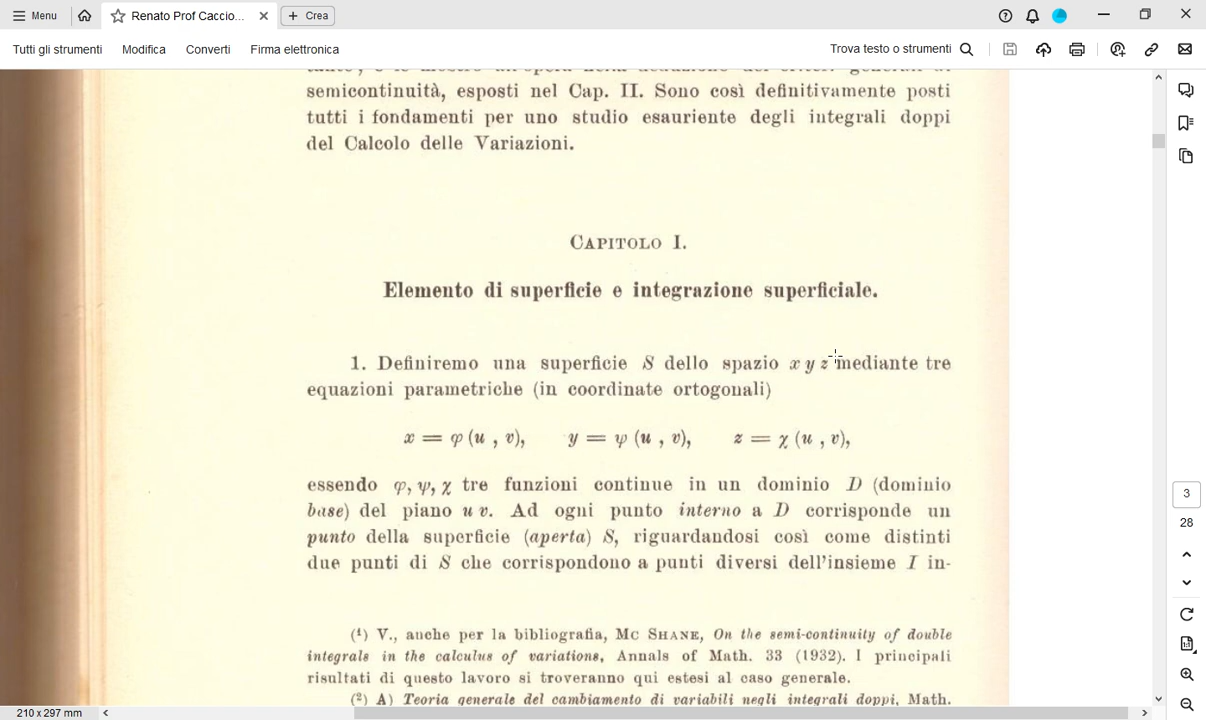 Menu
Renato Prof Caccio...
Crea
Tutti gli strumenti Modifica Converti Firma elettronica Trova testo o strumenti
semicontinuità, esposti nel Cap. II. Sono così definitivamente posti
tutti i fondamenti per uno studio esauriente degli integrali doppi
del Calcolo delle Variazioni.
CAPITOLO I.
Elemento di superficie e integrazione superficiale.
1. Definiremo una superficie S dello spazio x y z mediante tre
equazioni parametriche (in coordinate ortogonali)
x = φ (u , v), y = ψ (u , v), z = χ (u , v),
essendo φ, ψ, χ tre funzioni continue in un dominio D (dominio
base) del piano u v. Ad ogni punto interno a D corrisponde un
punto della superficie (aperta) S, riguardandosi così come distinti
due punti di S che corrispondono a punti diversi dell'insieme I in-
(¹) V., anche per la bibliografia, MC SHANE, On the semi-continuity of double
integrals in the calculus of variations, Annals of Math. 33 (1932). I principali
risultati di questo lavoro si troveranno qui estesi al caso generale.
(²) A) Teoria generale del cambiamento di variabili negli integrali doppi, Math.
3
28
210 x 297 mm